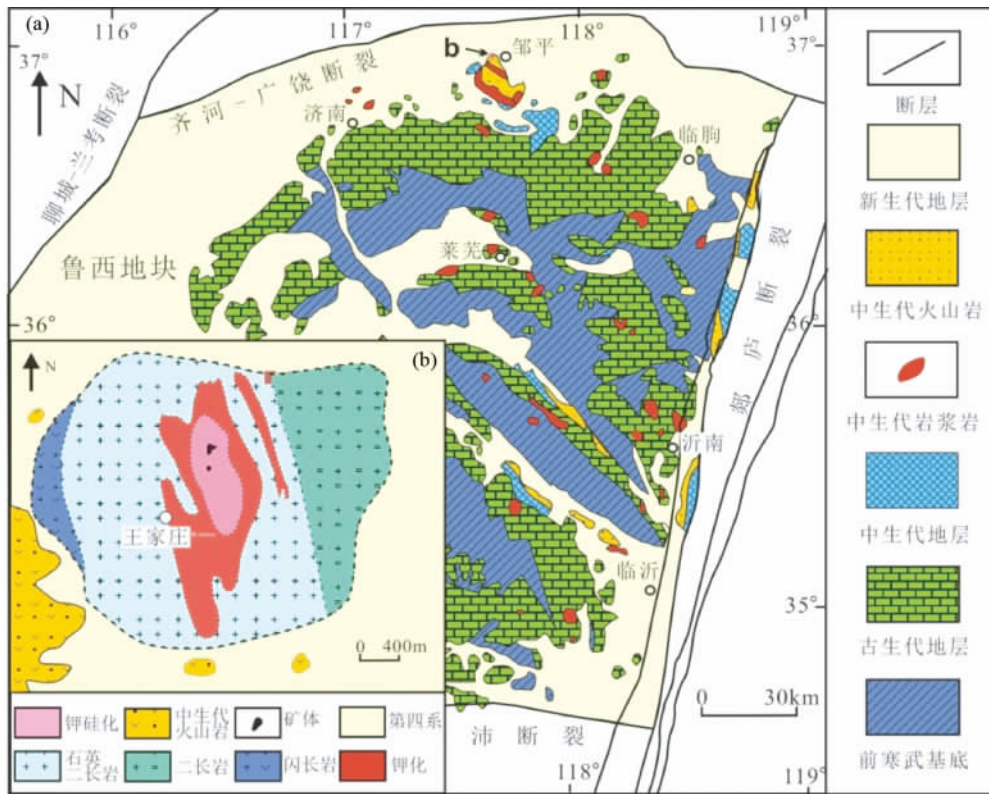 (a)
116°
117°
118°
119°
37°
37°
b
邹平
N
齐河-广饶断裂
聊城-兰考断裂
济南
临朐
鲁西地块
莱芜
36°
36°
郯庐断裂
沂南
临沂
35°
0 30km
沛断裂
118°
119°
(b)
N
王家庄
0 400m
钾硅化
中生代
火山岩
矿体
第四系
石英
二长岩
二长岩
闪长岩
钾化
断层
新生代地层
中生代火山岩
中生代岩浆岩
中生代地层
古生代地层
前寒武基底